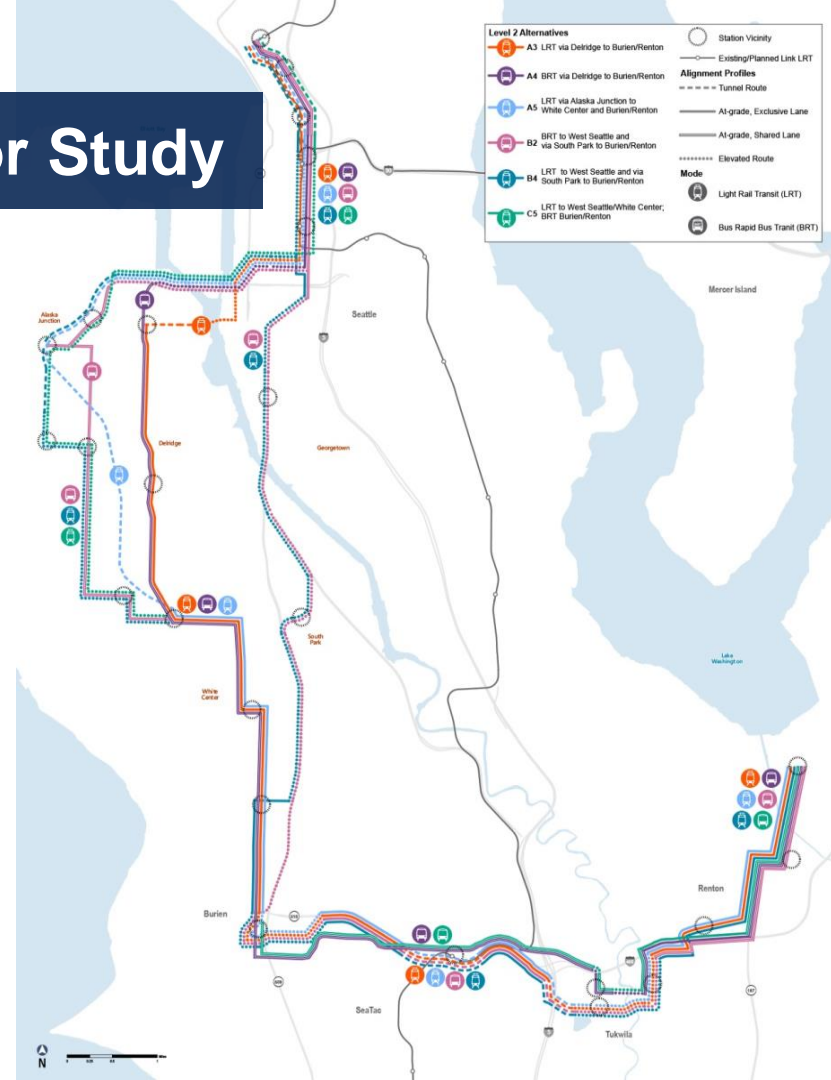 or Study
Level 2 Alternatives
A3 LRT via Delridge to Burien/Renton
A4 BRT via Delridge to Burien/Renton
A5 LRT via Alaska Junction to
White Center and Burien/Renton
B2 BRT to West Seattle and
via South Park to Burien/Renton
B4 LRT to West Seattle and via
South Park to Burien/Renton
C5 LRT to West Seattle/White Center;
BRT Burien/Renton
Station Vicinity
Existing/Planned Link LRT
Alignment Profiles
Tunnel Route
At-grade, Exclusive Lane
At-grade, Shared Lane
Elevated Route
Mode
Light Rail Transit (LRT)
Bus Rapid Bus Tranit (BRT)
Mercer Island
Seattle
Alaska
Junction
Delridge
Georgetown
South
Park
White
Center
Lake
Washington
Renton
Burien
SeaTac
Tukwila
N